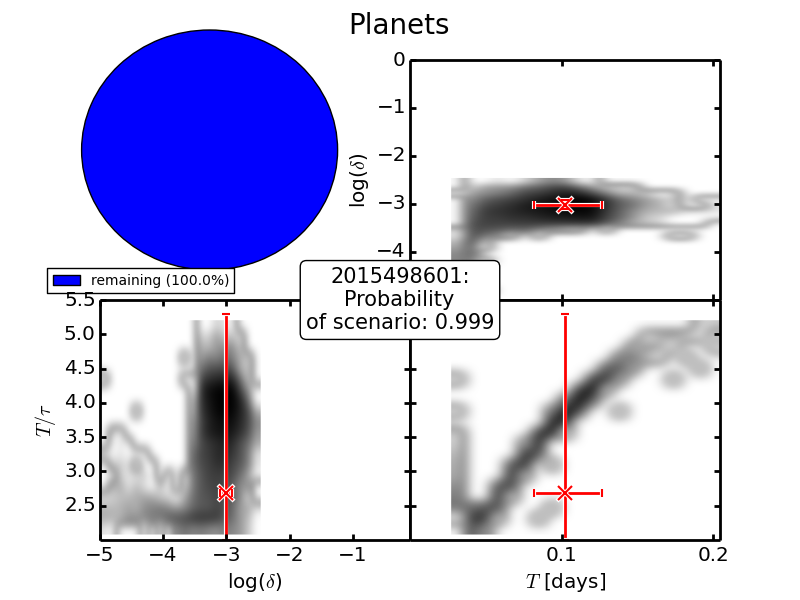 Planets
0
−1
−2
−3
−4
log(δ)
remaining (100.0%)
2015498601:
Probability
of scenario: 0.999
5.5
5.0
4.5
4.0
3.5
3.0
2.5
T/τ
−5
−4
−3
−2
−1
0.1
0.2
log(δ)
T [days]